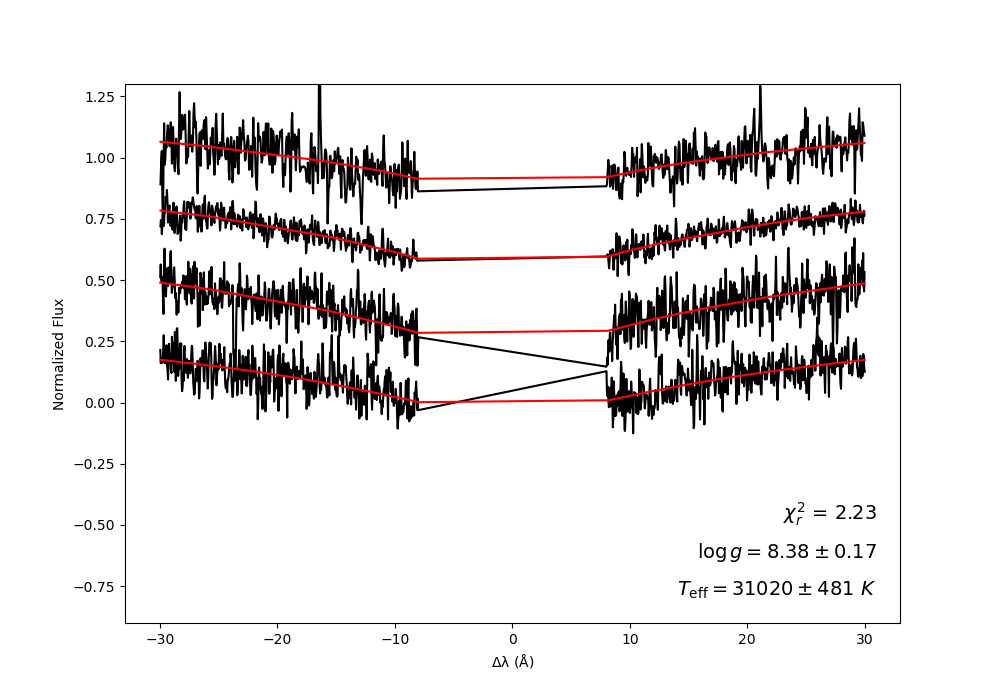 1.25
1.00
0.75
0.50
0.25
0.00
−0.25
−0.50
−0.75
Normalized Flux
χ²ᵣ = 2.23
log g = 8.38 ± 0.17
T_eff = 31020 ± 481 K
−30 −20 −10 0 10 20 30
Δλ (Å)